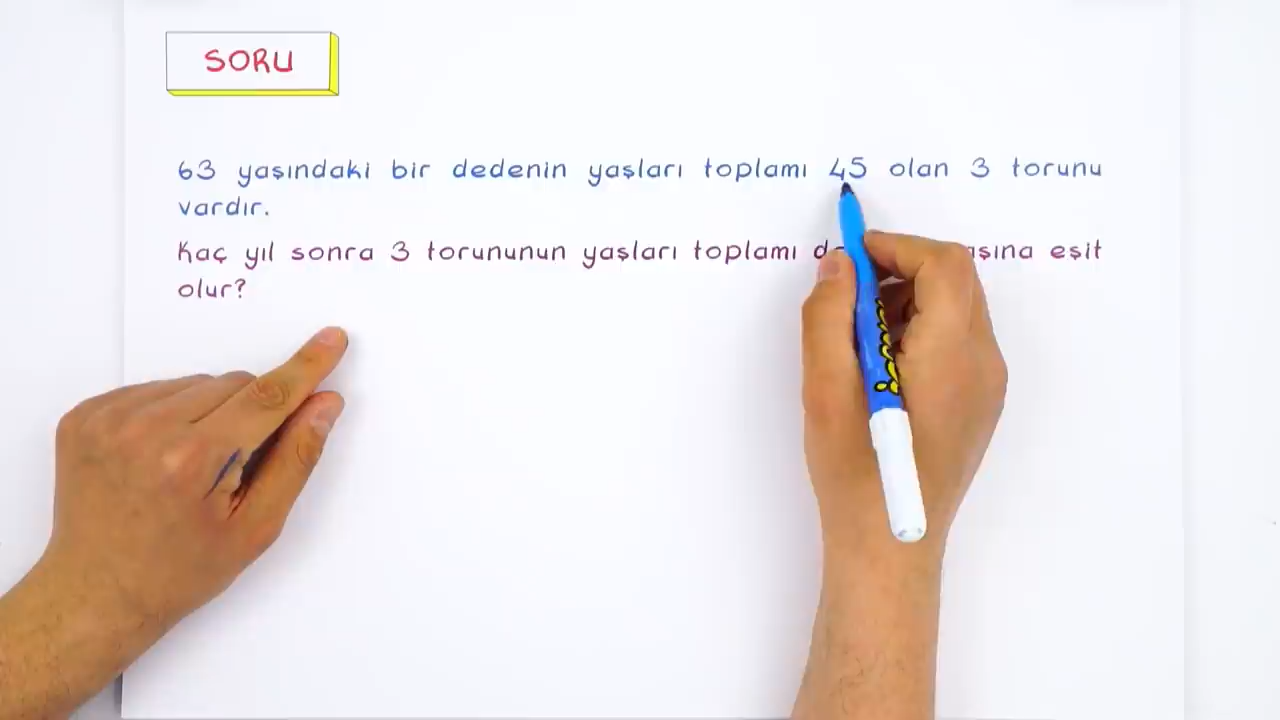 SORU
63 yaşındaki bir dedenin yaşları toplamı 45 olan 3 torunu
vardır.
Kaç yıl sonra 3 torununun yaşları toplamı eşit
olur?